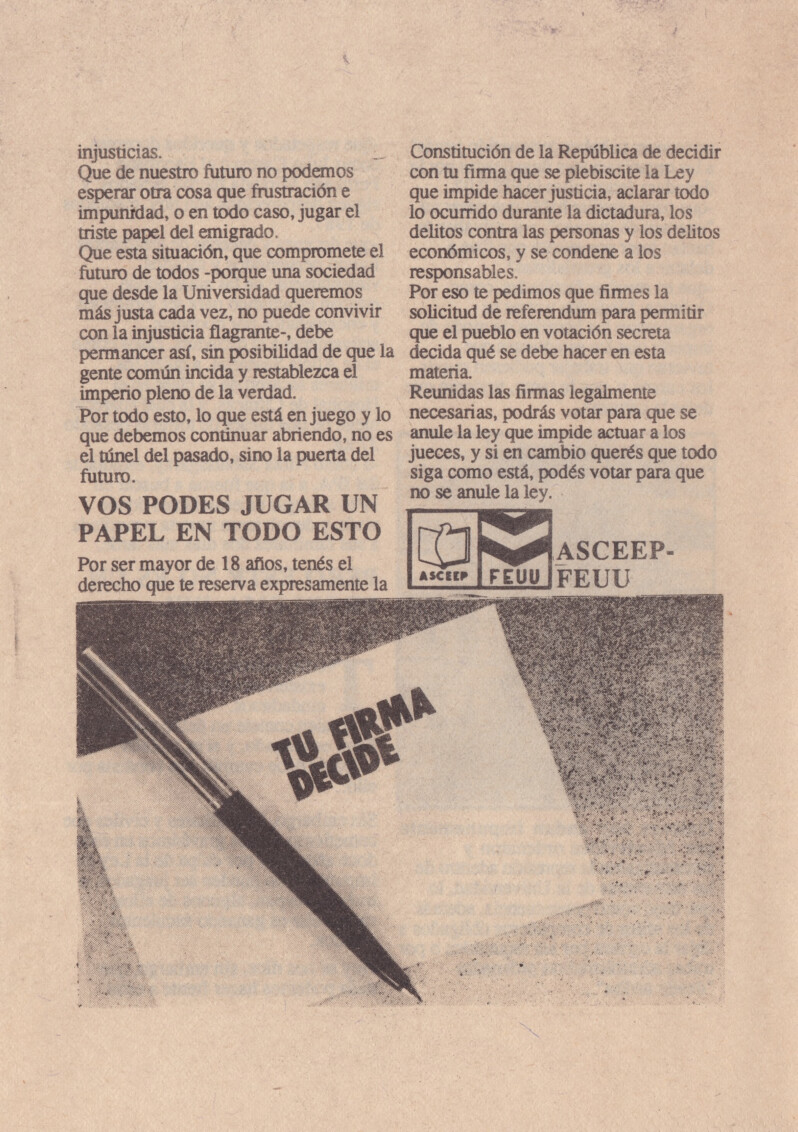 injusticias.
Que de nuestro futuro no podemos
esperar otra cosa que frustración e
impunidad, o en todo caso, jugar el
triste papel del emigrado.
Que esta situación, que compromete el
futuro de todos -porque una sociedad
que desde la Universidad queremos
más justa cada vez, no puede convivir
con la injusticia flagrante-, debe
permancer así, sin posibilidad de que la
gente común incida y restablezca el
imperio pleno de la verdad.
Por todo esto, lo que está en juego y lo
que debemos continuar abriendo, no es
el túnel del pasado, sino la puerta del
futuro.
VOS PODES JUGAR UN
PAPEL EN TODO ESTO
Por ser mayor de 18 años, tenés el
derecho que te reserva expresamente la
Constitución de la República de decidir
con tu firma que se plebiscite la Ley
que impide hacer justicia, aclarar todo
lo ocurrido durante la dictadura, los
delitos contra las personas y los delitos
económicos, y se condene a los
responsables.
Por eso te pedimos que firmes la
solicitud de referendum para permitir
que el pueblo en votación secreta
decida qué se debe hacer en esta
materia.
Reunidas las firmas legalmente
necesarias, podrás votar para que se
anule la ley que impide actuar a los
jueces, y si en cambio querés que todo
siga como está, podés votar para que
no se anule la ley.
ASCEEP
FEUU
ASCEEP-
FEUU
TU FIRMA
DECIDE